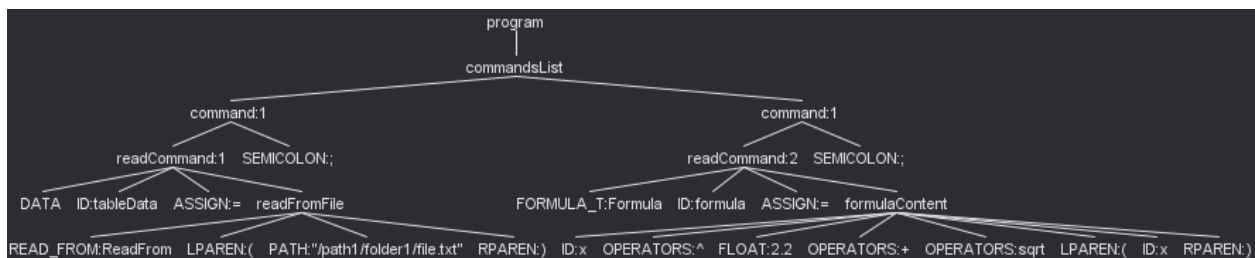 program
commandsList
command:1 command:1
readCommand:1 SEMICOLON:; readCommand:2 SEMICOLON:;
DATA ID:tableData ASSIGN:= readFromFile FORMULA_T:Formula ID:formula ASSIGN:= formulaContent
READ_FROM:ReadFrom LPAREN:( PATH:"/path1/folder1/file.txt" RPAREN:) ID:x OPERATORS:^ FLOAT:2.2 OPERATORS:+ OPERATORS:sqrt LPAREN:( ID:x RPAREN:)